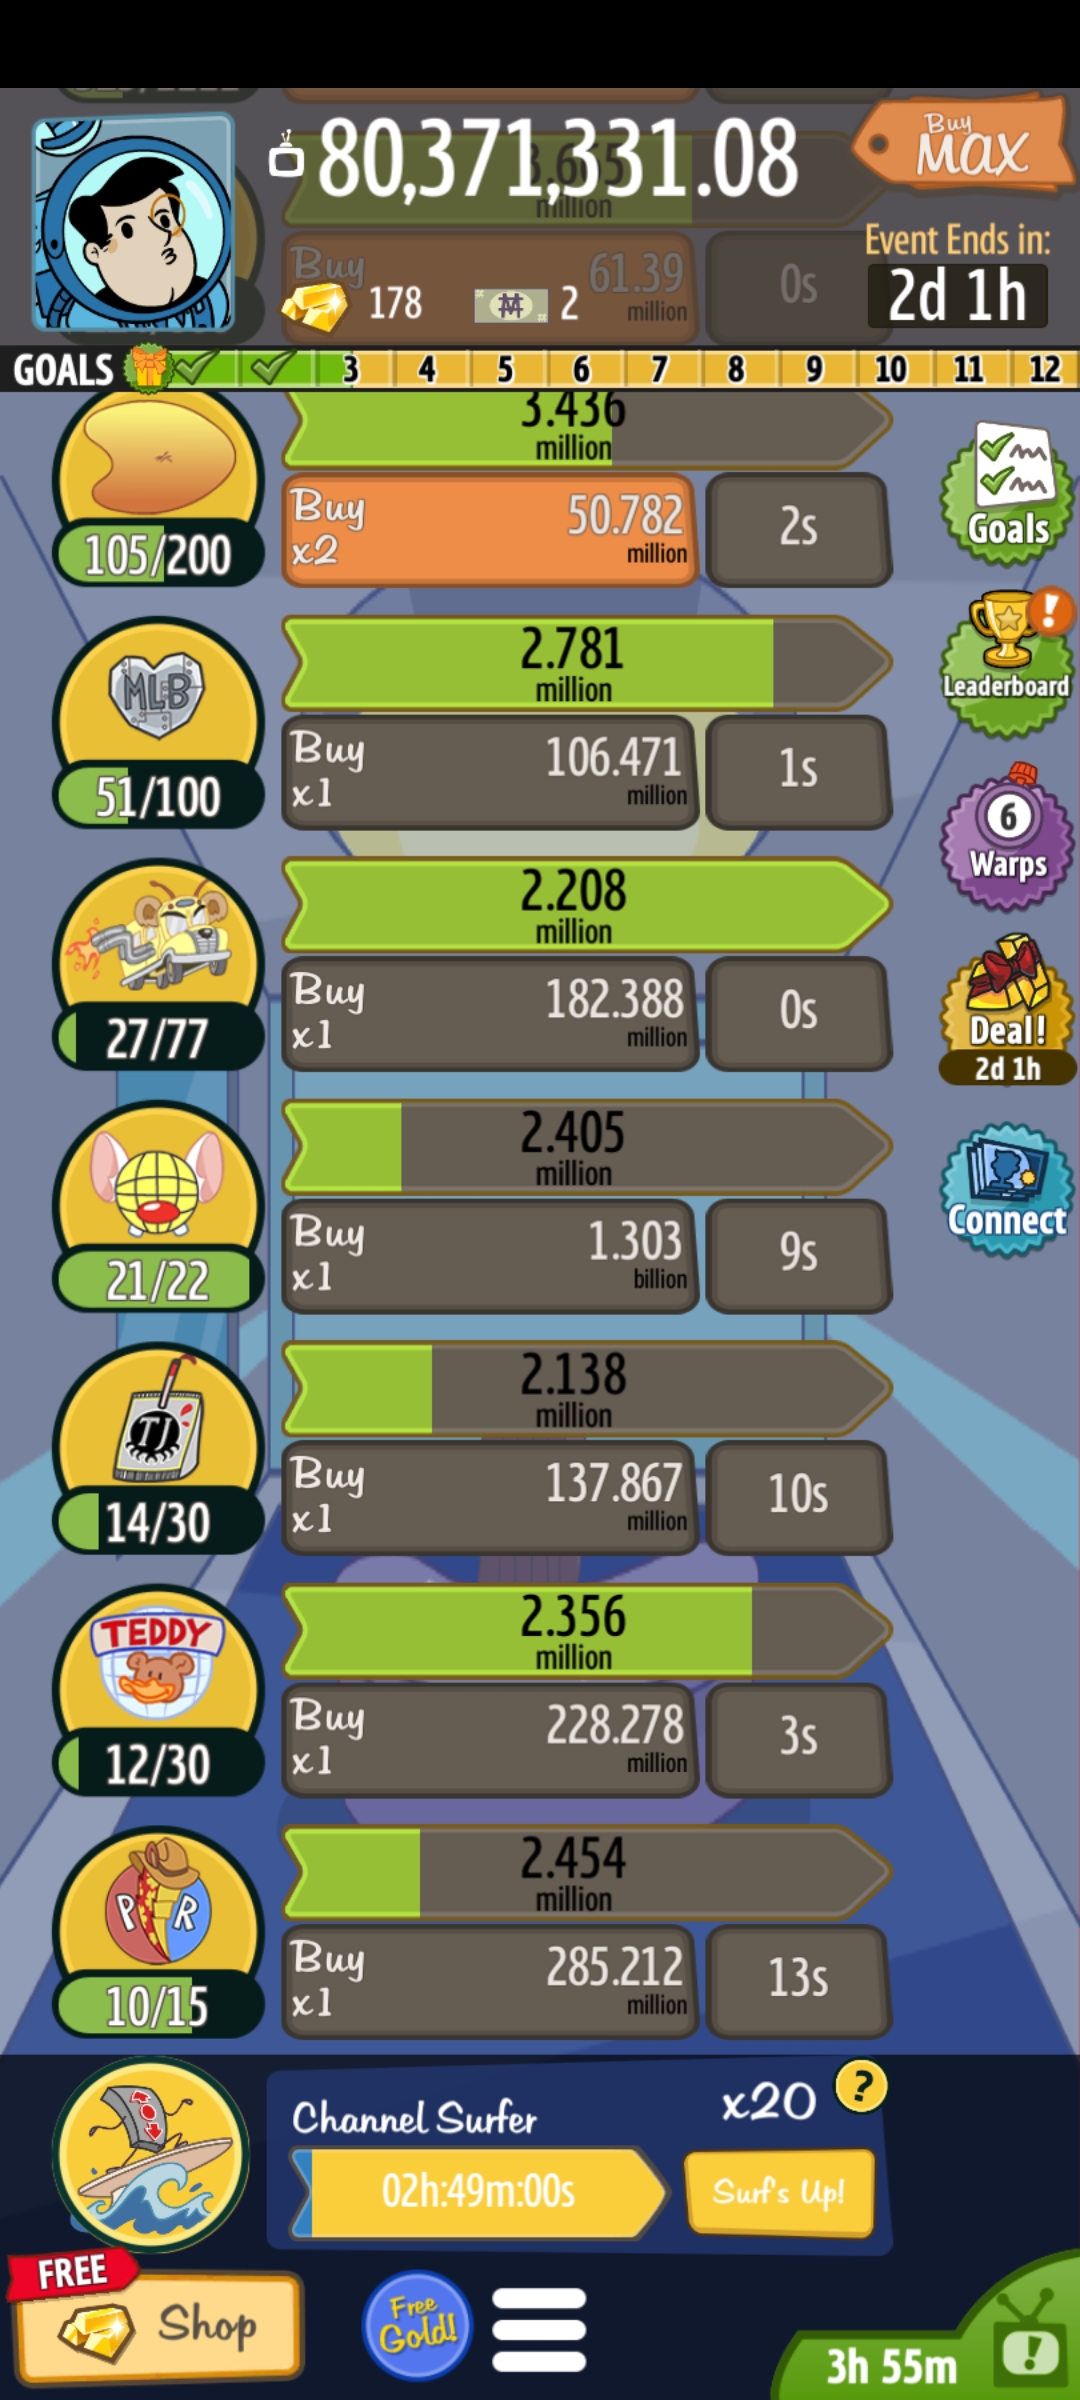 80,371,331.08
Buy
MAX
3.665
million
Event Ends in:
2d 1h
Buy
61.39
million
0s
178
2
GOALS 3 4 5 6 7 8 9 10 11 12
3.436
million
Buy
x2
50.782
million
2s
105/200
Goals
2.781
million
MLB
Buy
x1
106.471
million
1s
51/100
Leaderboard
6
Warps
2.208
million
Buy
x1
182.388
million
0s
27/77
Deal!
2d 1h
2.405
million
Buy
x1
1.303
billion
9s
21/22
Connect
2.138
million
TJ
Buy
x1
137.867
million
10s
14/30
2.356
million
TEDDY
Buy
x1
228.278
million
3s
12/30
2.454
million
P R
Buy
x1
285.212
million
13s
10/15
Channel Surfer
x20
?
02h:49m:00s
Surf's Up!
FREE
Shop
Free
Gold!
3h 55m